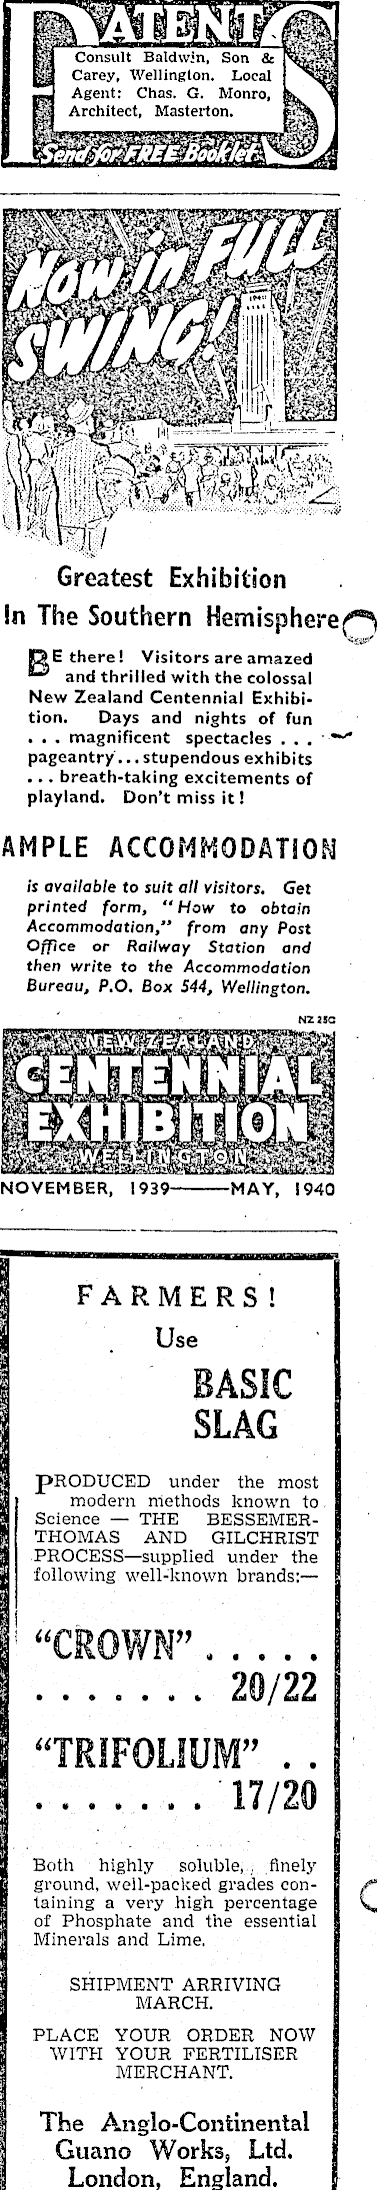 PATENTS
Consult Baldwin, Son &
Carey, Wellington. Local
Agent: Chas. G. Monro,
Architect, Masterton.
Send for FREE Booklet
Now in FULL
SWING!
1940
Greatest Exhibition
In The Southern Hemisphere
BE there! Visitors are amazed
and thrilled with the colossal
New Zealand Centennial Exhibi-
tion. Days and nights of fun
. . . magnificent spectacles . . .
pageantry . . . stupendous exhibits
. . . breath-taking excitements of
playland. Don't miss it!
AMPLE ACCOMMODATION
is available to suit all visitors. Get
printed form, "How to obtain
Accommodation," from any Post
Office or Railway Station and
then write to the Accommodation
Bureau, P.O. Box 544, Wellington.
NZ 25C
NEW ZEALAND
CENTENNIAL
EXHIBITION
WELLINGTON
NOVEMBER, 1939——MAY, 1940
FARMERS!
Use
BASIC
SLAG
PRODUCED under the most
modern methods known to
Science — THE BESSEMER-
THOMAS AND GILCHRIST
PROCESS—supplied under the
following well-known brands:—
"CROWN" . . . . .
. . . . . . . 20/22
"TRIFOLIUM" . .
. . . . . . . 17/20
Both highly soluble, finely
ground, well-packed grades con-
taining a very high percentage
of Phosphate and the essential
Minerals and Lime.
SHIPMENT ARRIVING
MARCH.
PLACE YOUR ORDER NOW
WITH YOUR FERTILISER
MERCHANT.
The Anglo-Continental
Guano Works, Ltd.
London, England.